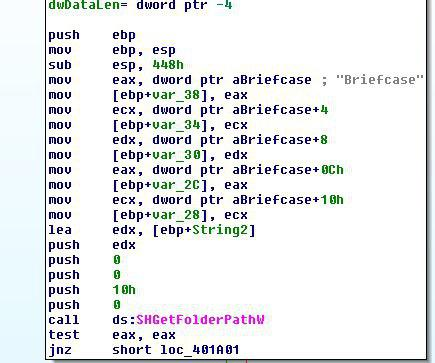 dwDataLen= dword ptr -4
push ebp
mov ebp, esp
sub esp, 448h
mov eax, dword ptr aBriefcase ; "Briefcase"
mov [ebp+var_38], eax
mov ecx, dword ptr aBriefcase+4
mov [ebp+var_34], ecx
mov edx, dword ptr aBriefcase+8
mov [ebp+var_30], edx
mov eax, dword ptr aBriefcase+0Ch
mov [ebp+var_2C], eax
mov ecx, dword ptr aBriefcase+10h
mov [ebp+var_28], ecx
lea edx, [ebp+String2]
push edx
push 0
push 0
push 10h
push 0
call ds:SHGetFolderPathW
test eax, eax
jnz short loc_401A01